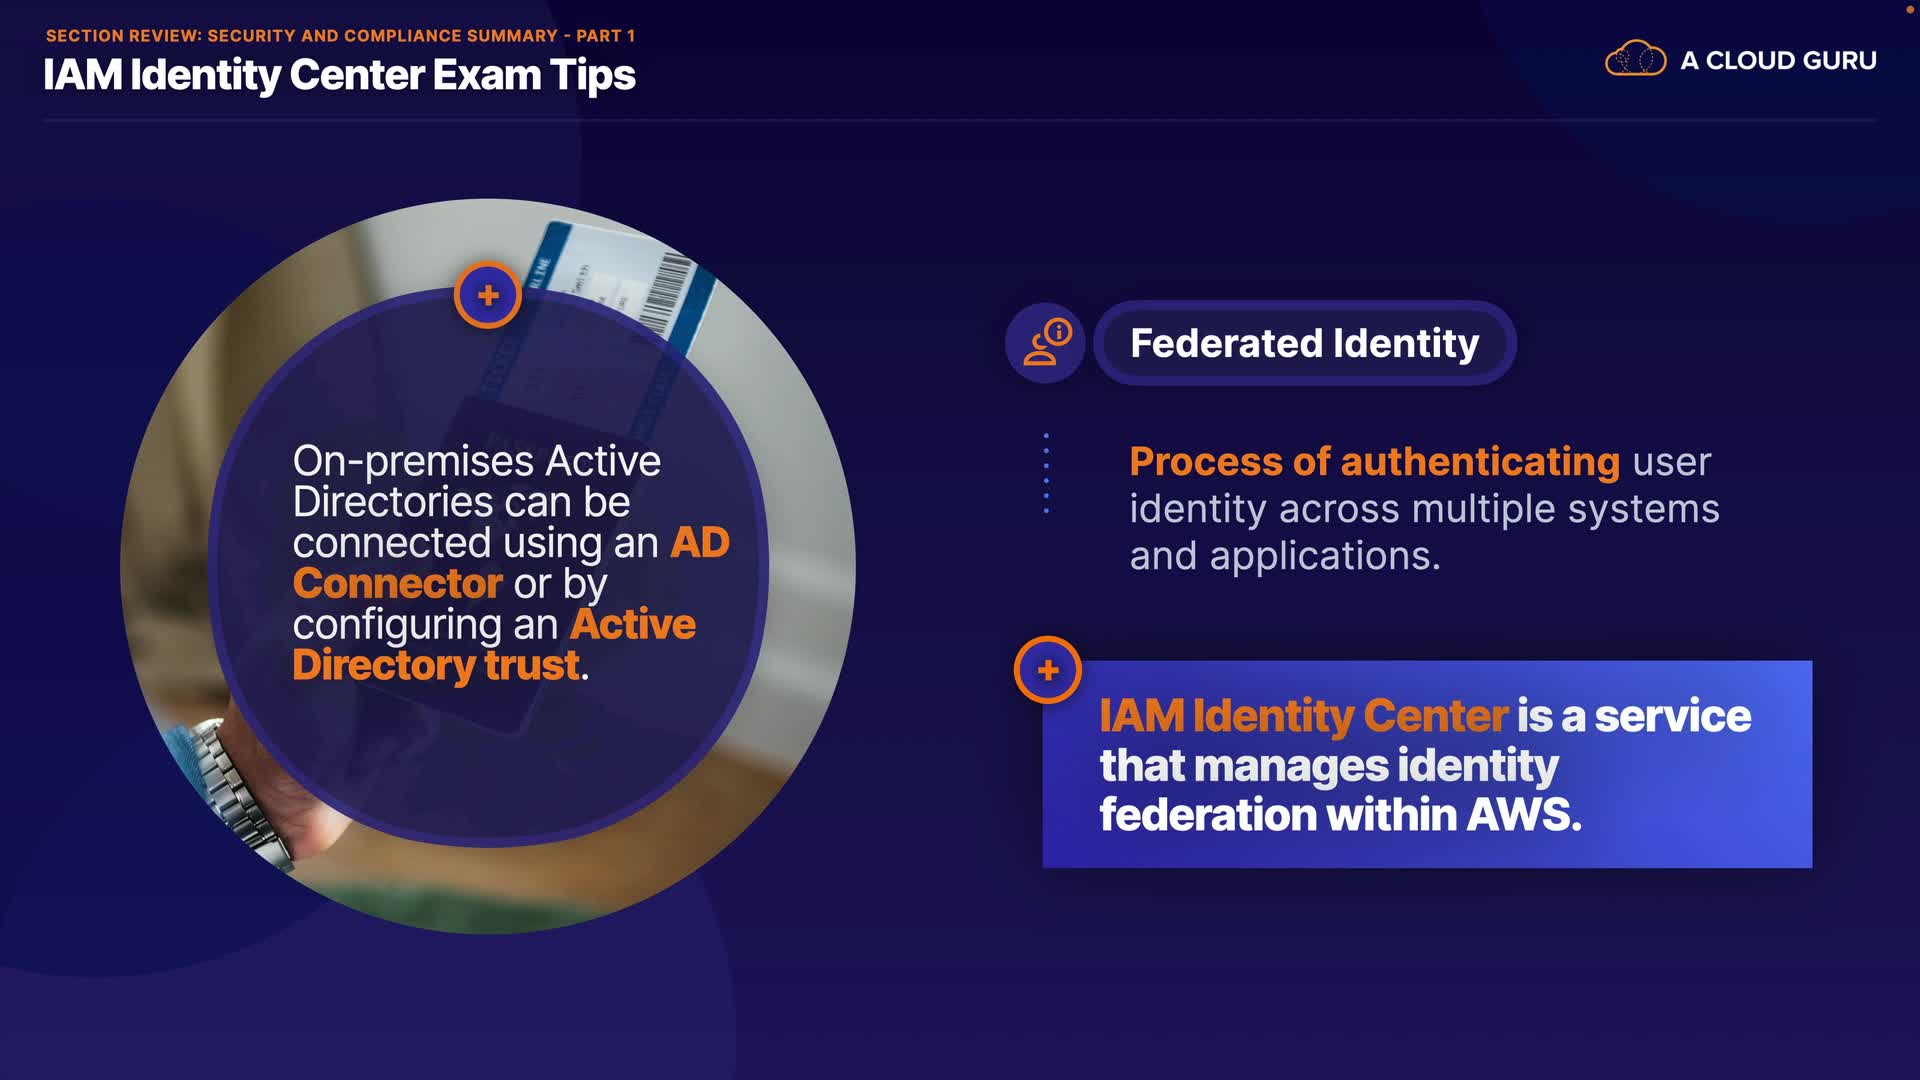 SECTION REVIEW: SECURITY AND COMPLIANCE SUMMARY - PART 1
IAM Identity Center Exam Tips
A CLOUD GURU
On-premises Active
Directories can be
connected using an AD
Connector or by
configuring an Active
Directory trust.
Federated Identity
Process of authenticating user
identity across multiple systems
and applications.
IAM Identity Center is a service
that manages identity
federation within AWS.